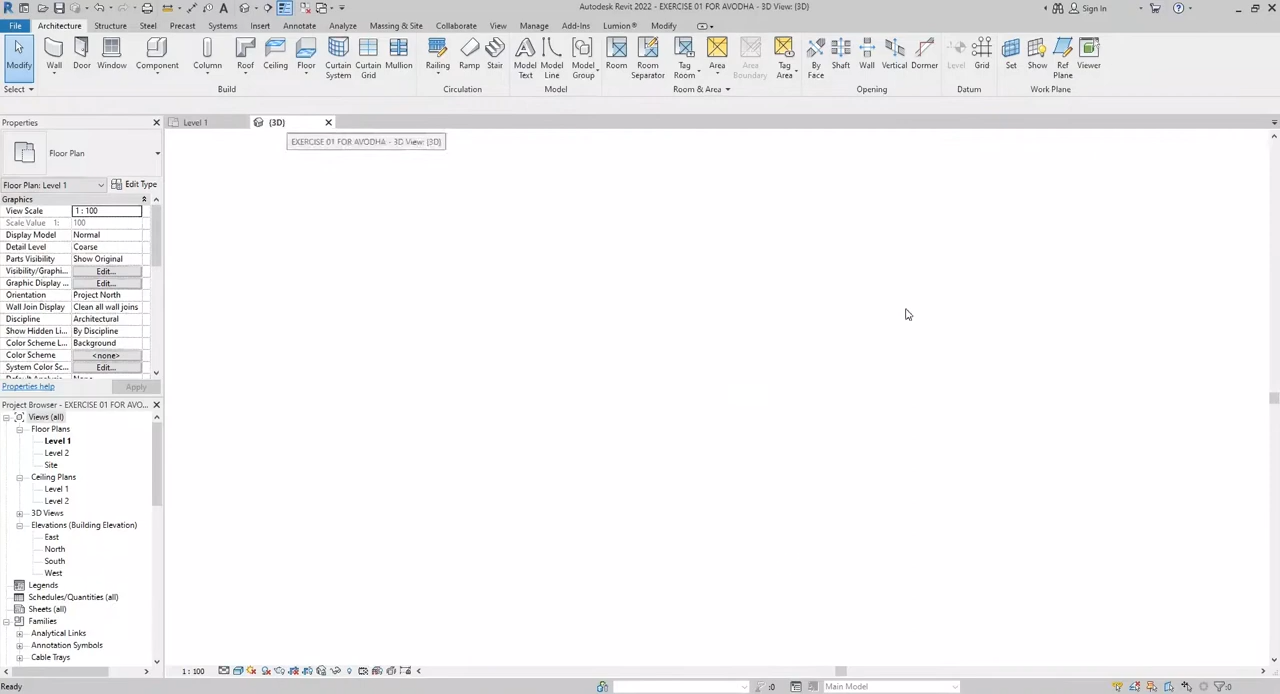 Autodesk Revit 2022 - EXERCISE 01 FOR AVODHA - 3D View: {3D}
Sign In
File Architecture Structure Steel Precast Systems Insert Annotate Analyze Massing & Site Collaborate View Manage Add-Ins Lumion® Modify
Modify Wall Door Window Component Column Roof Ceiling Floor Curtain System Curtain Grid Mullion Railing Ramp Stair Model Text Model Line Model Group Room Room Separator Tag Room Area Area Boundary Tag Area By Face Shaft Wall Vertical Dormer Level Grid Set Show Ref Plane Viewer
Select Build Circulation Model Room & Area Opening Datum Work Plane
Properties
Level 1 {3D}
EXERCISE 01 FOR AVODHA - 3D View: {3D}
Floor Plan
Floor Plan: Level 1 Edit Type
Graphics
View Scale 1 : 100
Scale Value 1: 100
Display Model Normal
Detail Level Coarse
Parts Visibility Show Original
Visibility/Graphi... Edit...
Graphic Display ... Edit...
Orientation Project North
Wall Join Display Clean all wall joins
Discipline Architectural
Show Hidden Li... By Discipline
Color Scheme L... Background
Color Scheme <none>
System Color Sc... Edit...
Properties help Apply
Project Browser - EXERCISE 01 FOR AVO...
Views (all)
Floor Plans
Level 1
Level 2
Site
Ceiling Plans
Level 1
Level 2
3D Views
Elevations (Building Elevation)
East
North
South
West
Legends
Schedules/Quantities (all)
Sheets (all)
Families
Analytical Links
Annotation Symbols
Cable Trays
1 : 100
Ready :0 Main Model :0